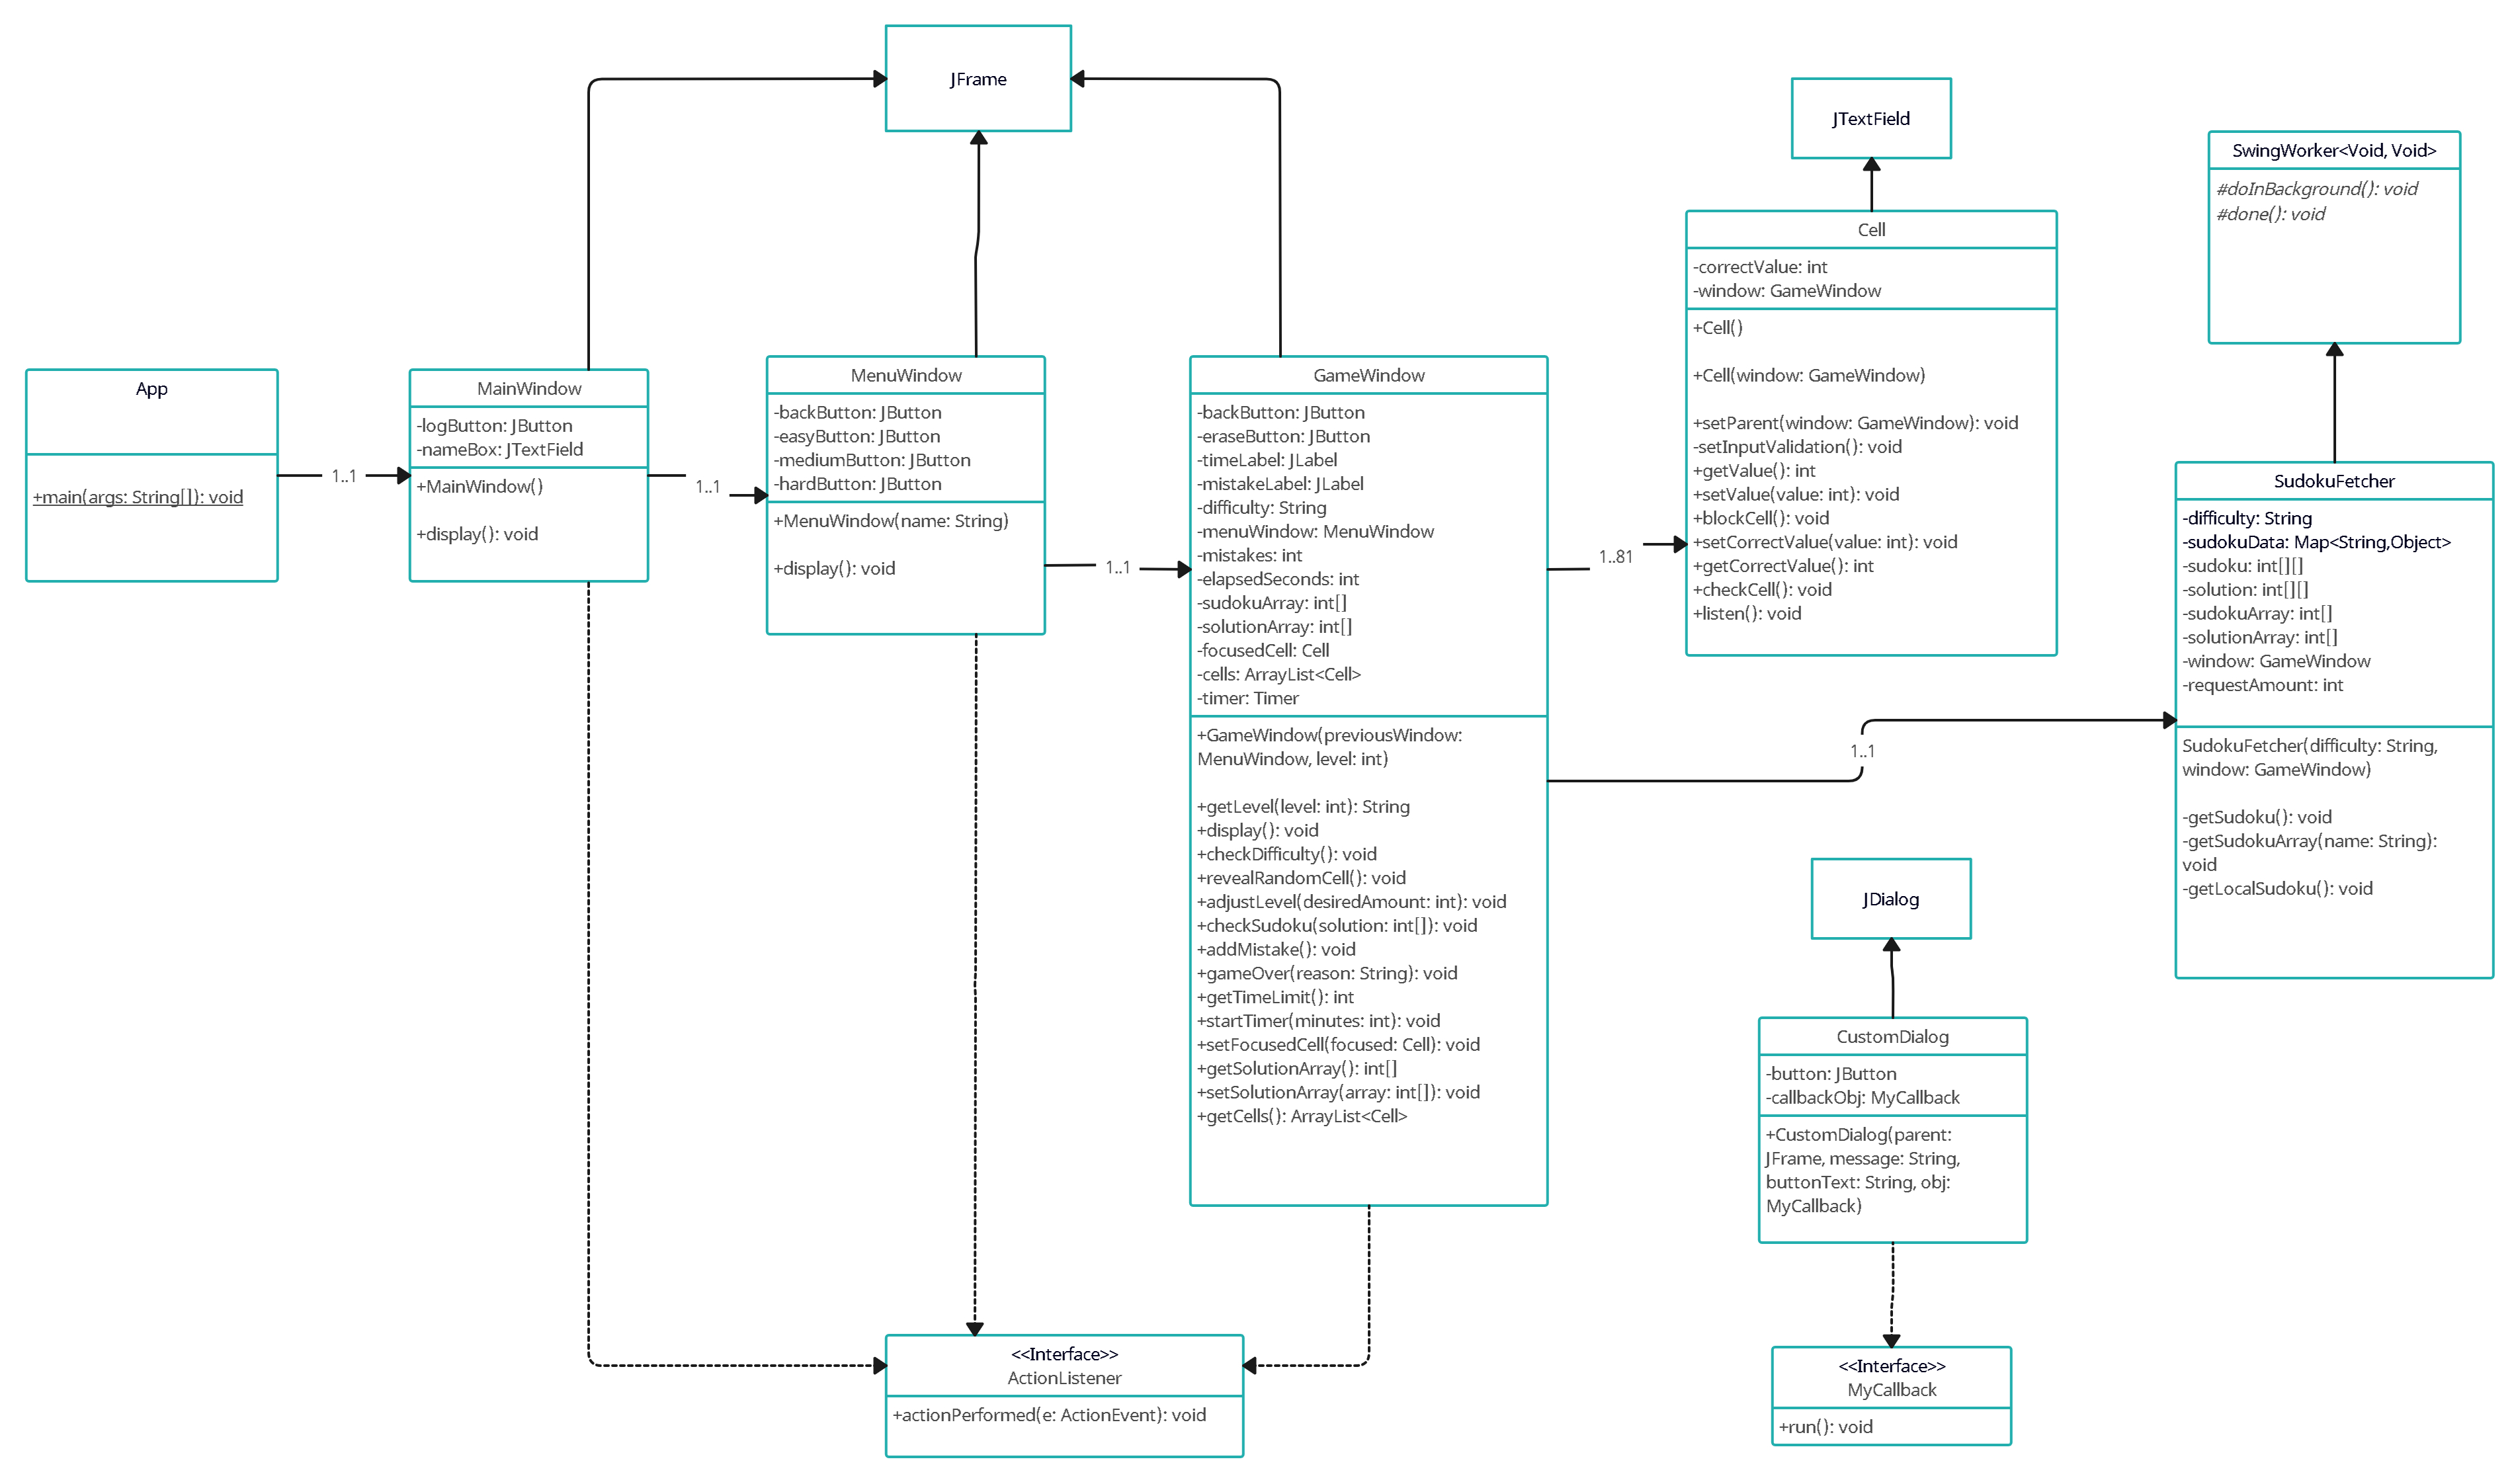 JFrame
JTextField
SwingWorker<Void, Void>
#doInBackground(): void
#done(): void
App
+main(args: String[]): void
1..1
MainWindow
-logButton: JButton
-nameBox: JTextField
+MainWindow()
+display(): void
1..1
MenuWindow
-backButton: JButton
-easyButton: JButton
-mediumButton: JButton
-hardButton: JButton
+MenuWindow(name: String)
+display(): void
1..1
GameWindow
-backButton: JButton
-eraseButton: JButton
-timeLabel: JLabel
-mistakeLabel: JLabel
-difficulty: String
-menuWindow: MenuWindow
-mistakes: int
-elapsedSeconds: int
-sudokuArray: int[]
-solutionArray: int[]
-focusedCell: Cell
-cells: ArrayList<Cell>
-timer: Timer
+GameWindow(previousWindow:
MenuWindow, level: int)
+getLevel(level: int): String
+display(): void
+checkDifficulty(): void
+revealRandomCell(): void
+adjustLevel(desiredAmount: int): void
+checkSudoku(solution: int[]): void
+addMistake(): void
+gameOver(reason: String): void
+getTimeLimit(): int
+startTimer(minutes: int): void
+setFocusedCell(focused: Cell): void
+getSolutionArray(): int[]
+setSolutionArray(array: int[]): void
+getCells(): ArrayList<Cell>
1..81
Cell
-correctValue: int
-window: GameWindow
+Cell()
+Cell(window: GameWindow)
+setParent(window: GameWindow): void
-setInputValidation(): void
+getValue(): int
+setValue(value: int): void
+blockCell(): void
+setCorrectValue(value: int): void
+getCorrectValue(): int
+checkCell(): void
+listen(): void
1..1
SudokuFetcher
-difficulty: String
-sudokuData: Map<String,Object>
-sudoku: int[][]
-solution: int[][]
-sudokuArray: int[]
-solutionArray: int[]
-window: GameWindow
-requestAmount: int
SudokuFetcher(difficulty: String,
window: GameWindow)
-getSudoku(): void
-getSudokuArray(name: String):
void
-getLocalSudoku(): void
JDialog
CustomDialog
-button: JButton
-callbackObj: MyCallback
+CustomDialog(parent:
JFrame, message: String,
buttonText: String, obj:
MyCallback)
<<Interface>>
ActionListener
+actionPerformed(e: ActionEvent): void
<<Interface>>
MyCallback
+run(): void